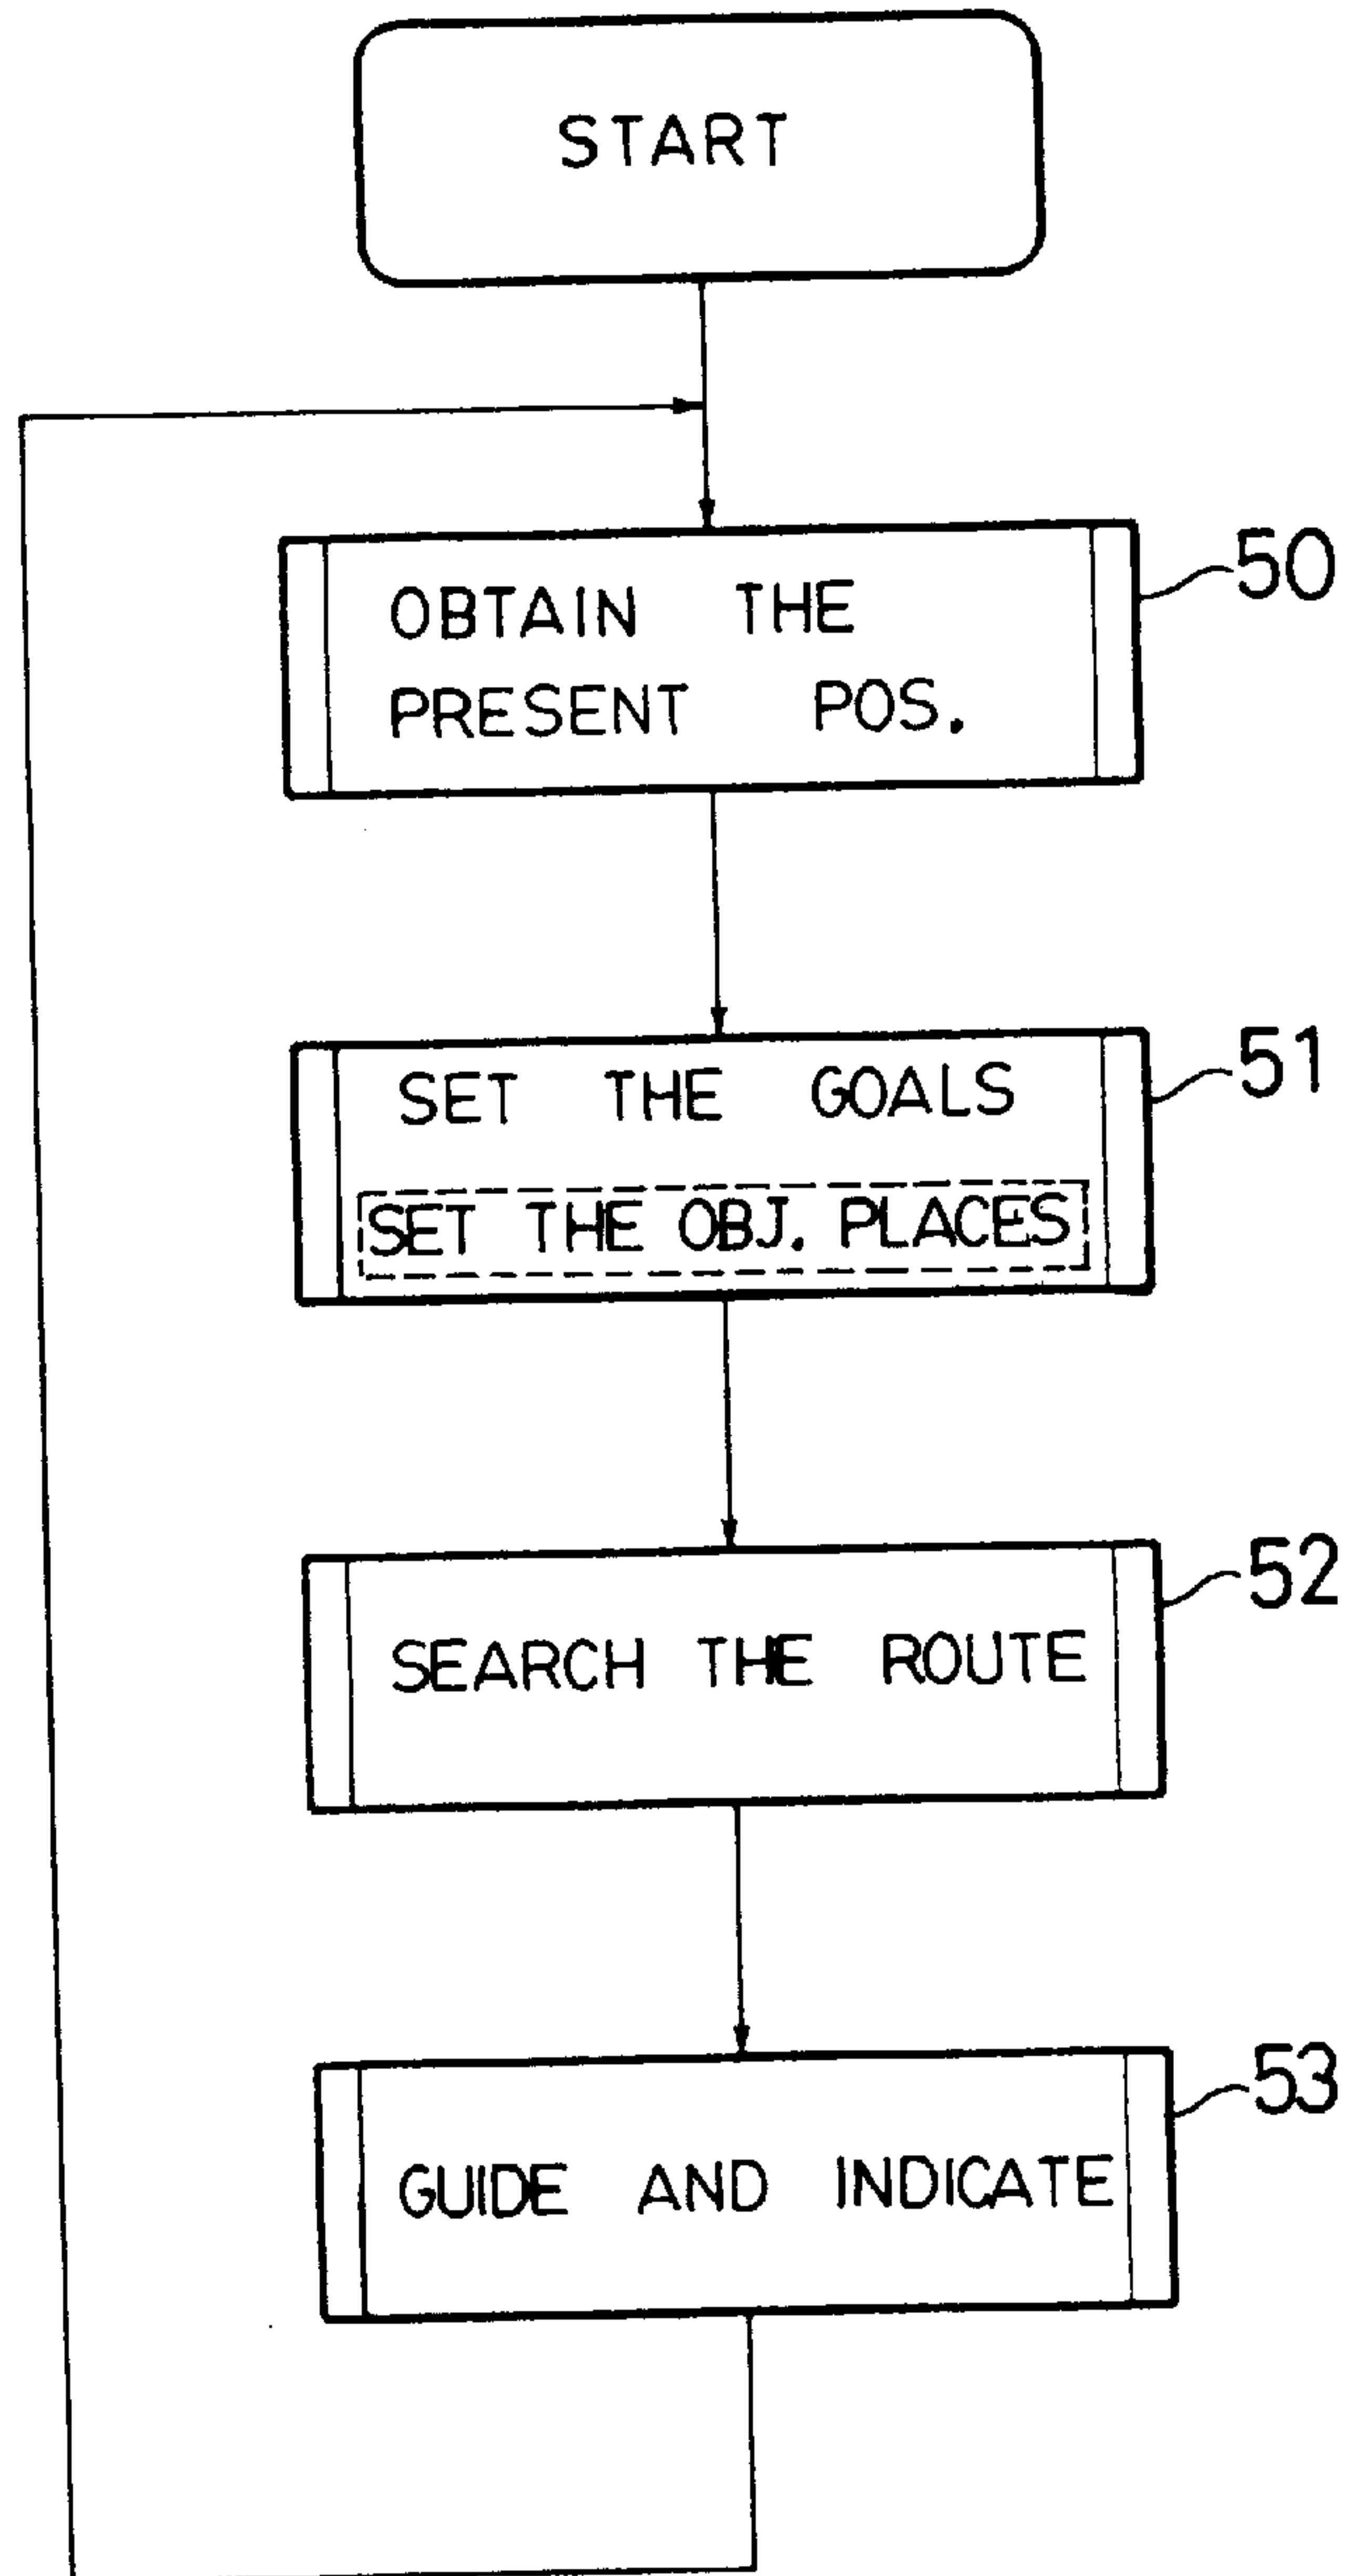 START
OBTAIN THE
PRESENT POS.
50
SET THE GOALS
SET THE OBJ. PLACES
51
SEARCH THE ROUTE
52
GUIDE AND INDICATE
53